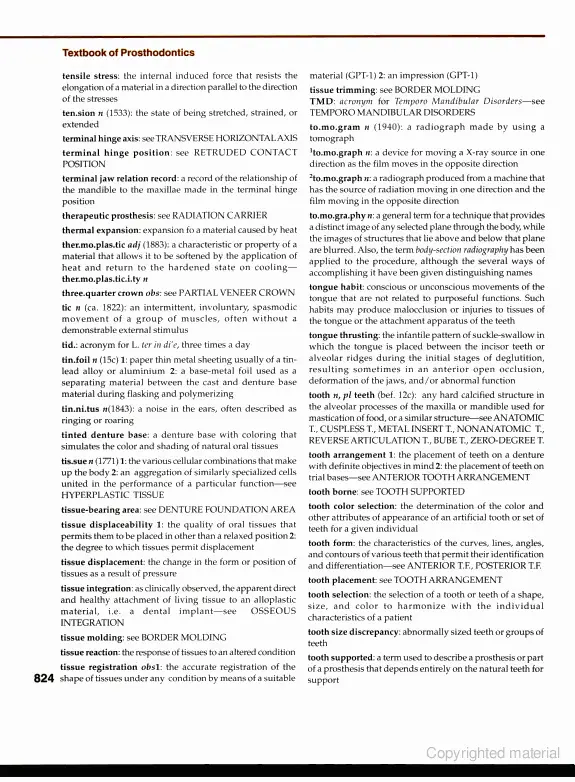 Textbook of Prosthodontics
tensile stress: the internal induced force that resists the
elongation of a material in a direction parallel to the direction
of the stresses
ten.sion n (1533): the state of being stretched, strained, or
extended
terminal hinge axis: see TRANSVERSE HORIZONTAL AXIS
terminal hinge position: see RETRUDED CONTACT
POSITION
terminal jaw relation record: a record of the relationship of
the mandible to the maxillae made in the terminal hinge
position
therapeutic prosthesis: see RADIATION CARRIER
thermal expansion: expansion fo a material caused by heat
ther.mo.plas.tic adj (1883): a characteristic or property of a
material that allows it to be softened by the application of
heat and return to the hardened state on cooling—
ther.mo.plas.tic.i.ty n
three.quarter crown obs: see PARTIAL VENEER CROWN
tic n (ca. 1822): an intermittent, involuntary, spasmodic
movement of a group of muscles, often without a
demonstrable external stimulus
tid.: acronym for L. ter in di'e, three times a day
tin.foil n (15c) 1: paper thin metal sheeting usually of a tin-
lead alloy or aluminium 2: a base-metal foil used as a
separating material between the cast and denture base
material during flasking and polymerizing
tin.ni.tus n(1843): a noise in the ears, often described as
ringing or roaring
tinted denture base: a denture base with coloring that
simulates the color and shading of natural oral tissues
tis.sue n (1771) 1: the various cellular combinations that make
up the body 2: an aggregation of similarly specialized cells
united in the performance of a particular function—see
HYPERPLASTIC TISSUE
tissue-bearing area: see DENTURE FOUNDATION AREA
tissue displaceability 1: the quality of oral tissues that
permits them to be placed in other than a relaxed position 2:
the degree to which tissues permit displacement
tissue displacement: the change in the form or position of
tissues as a result of pressure
tissue integration: as clinically observed, the apparent direct
and healthy attachment of living tissue to an alloplastic
material, i.e. a dental implant—see OSSEOUS
INTEGRATION
tissue molding: see BORDER MOLDING
tissue reaction: the response of tissues to an altered condition
tissue registration obs1: the accurate registration of the
shape of tissues under any condition by means of a suitable
824
material (GPT-1) 2: an impression (GPT-1)
tissue trimming: see BORDER MOLDING
TMD: acronym for Temporo Mandibular Disorders—see
TEMPORO MANDIBULAR DISORDERS
to.mo.gram n (1940): a radiograph made by using a
tomograph
¹to.mo.graph n: a device for moving a X-ray source in one
direction as the film moves in the opposite direction
²to.mo.graph n: a radiograph produced from a machine that
has the source of radiation moving in one direction and the
film moving in the opposite direction
to.mo.gra.phy n: a general term for a technique that provides
a distinct image of any selected plane through the body, while
the images of structures that lie above and below that plane
are blurred. Also, the term body-section radiography has been
applied to the procedure, although the several ways of
accomplishing it have been given distinguishing names
tongue habit: conscious or unconscious movements of the
tongue that are not related to purposeful functions. Such
habits may produce malocclusion or injuries to tissues of
the tongue or the attachment apparatus of the teeth
tongue thrusting: the infantile pattern of suckle-swallow in
which the tongue is placed between the incisor teeth or
alveolar ridges during the initial stages of deglutition,
resulting sometimes in an anterior open occlusion,
deformation of the jaws, and/or abnormal function
tooth n, pl teeth (bef. 12c): any hard calcified structure in
the alveolar processes of the maxilla or mandible used for
mastication of food, or a similar structure—see ANATOMIC
T., CUSPLESS T., METAL INSERT T., NONANATOMIC T.,
REVERSE ARTICULATION T., BUBE T., ZERO-DEGREE T.
tooth arrangement 1: the placement of teeth on a denture
with definite objectives in mind 2: the placement of teeth on
trial bases—see ANTERIOR TOOTH ARRANGEMENT
tooth borne: see TOOTH SUPPORTED
tooth color selection: the determination of the color and
other attributes of appearance of an artificial tooth or set of
teeth for a given individual
tooth form: the characteristics of the curves, lines, angles,
and contours of various teeth that permit their identification
and differentiation—see ANTERIOR T.F., POSTERIOR T.F.
tooth placement: see TOOTH ARRANGEMENT
tooth selection: the selection of a tooth or teeth of a shape,
size, and color to harmonize with the individual
characteristics of a patient
tooth size discrepancy: abnormally sized teeth or groups of
teeth
tooth supported: a term used to describe a prosthesis or part
of a prosthesis that depends entirely on the natural teeth for
support
Copyrighted material